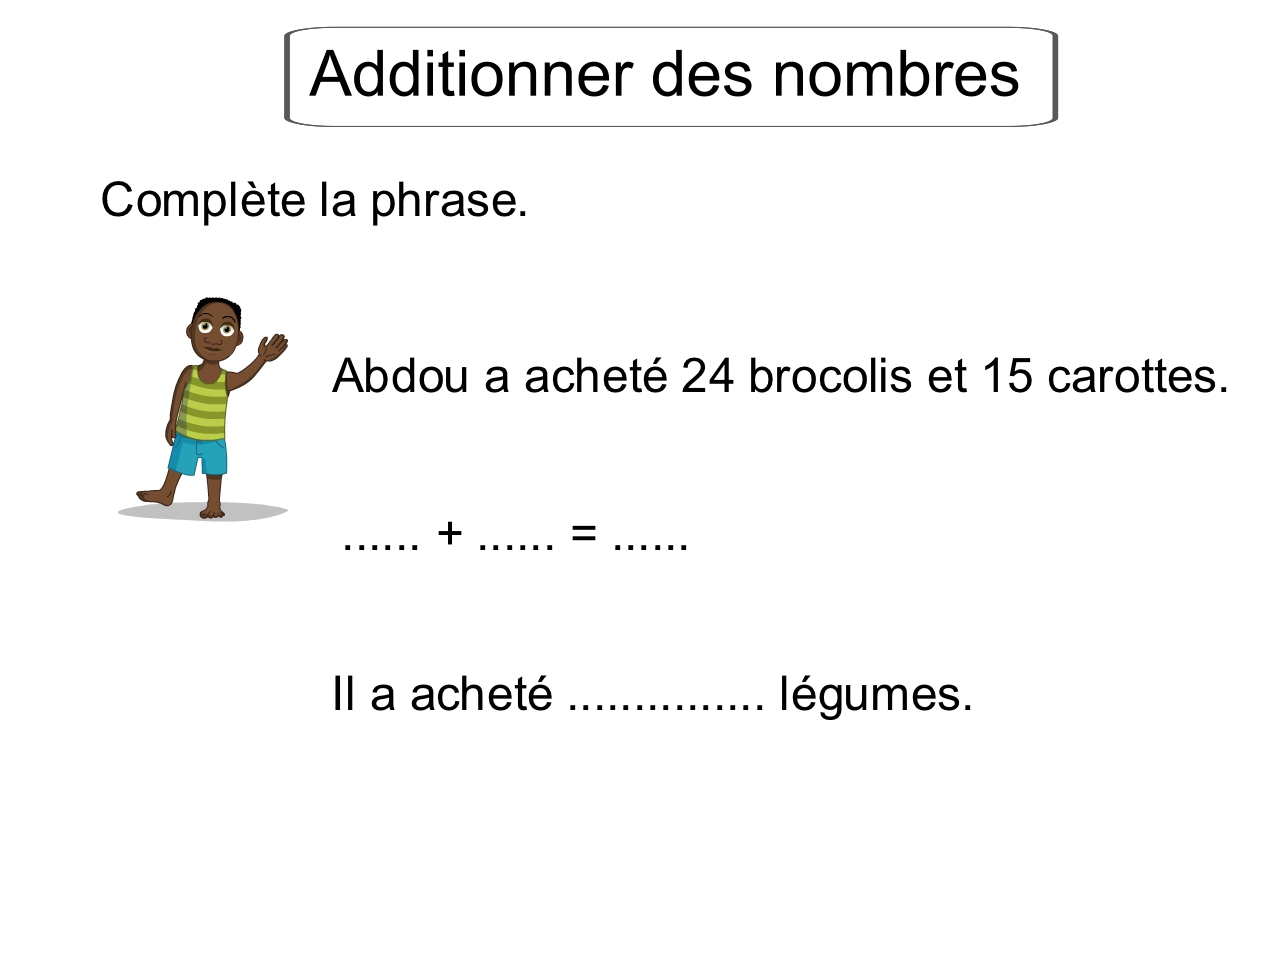 Additionner des nombres
Complète la phrase.
Abdou a acheté 24 brocolis et 15 carottes.
...... + ...... = ......
Il a acheté ............... légumes.